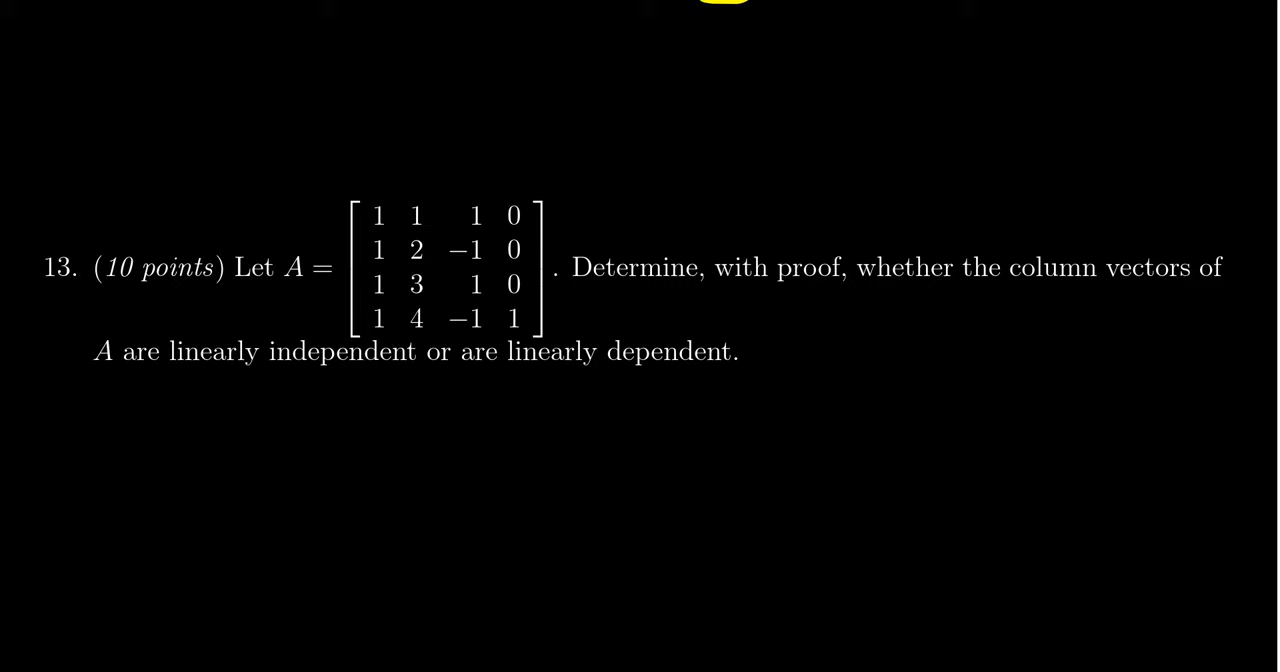 13. (10 points) Let A = [ 1 1 1 0 ; 1 2 −1 0 ; 1 3 1 0 ; 1 4 −1 1 ]. Determine, with proof, whether the column vectors of
A are linearly independent or are linearly dependent.